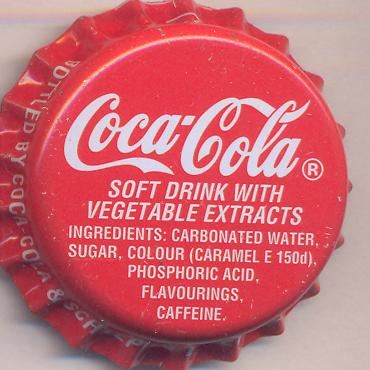 Coca-Cola®
SOFT DRINK WITH
VEGETABLE EXTRACTS
INGREDIENTS: CARBONATED WATER,
SUGAR, COLOUR (CARAMEL E 150d),
PHOSPHORIC ACID,
FLAVOURINGS,
CAFFEINE.
BOTTLED BY COCA-COLA & SCHWEPP